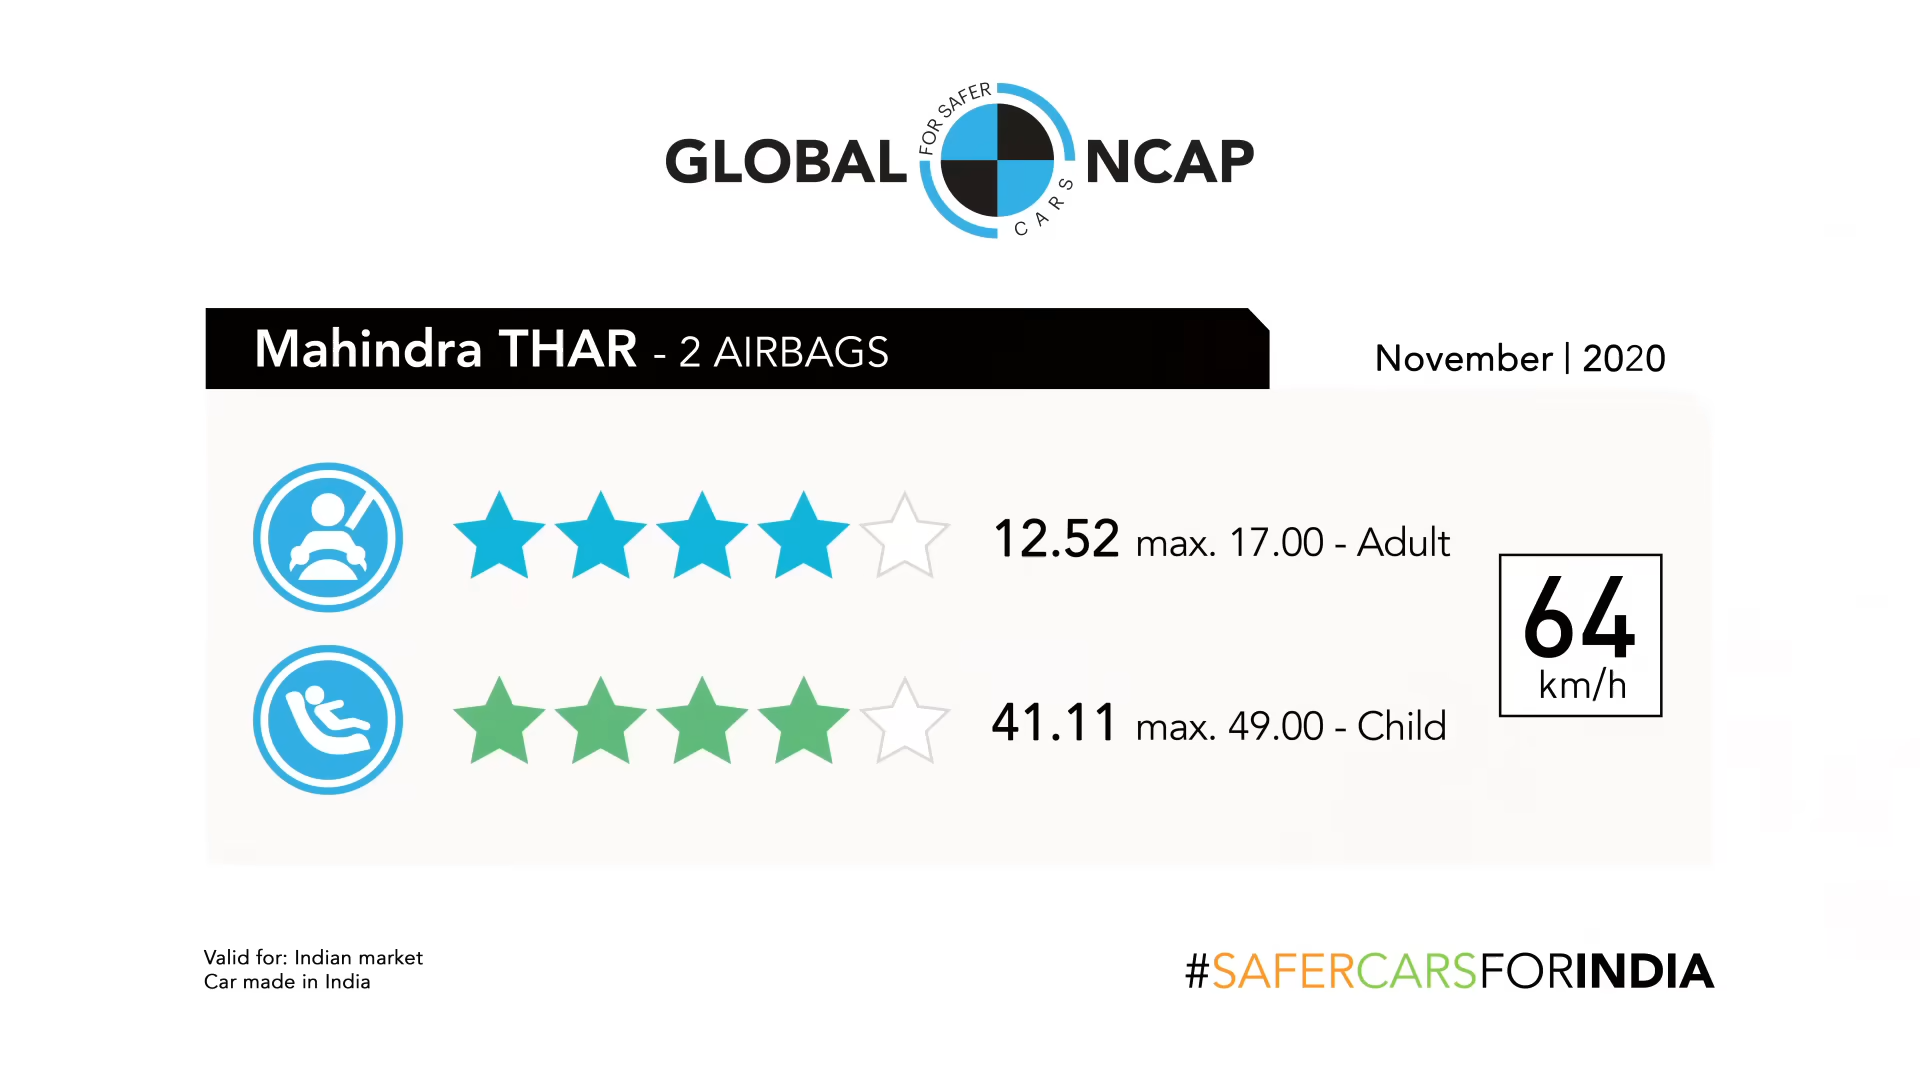 GLOBAL FOR SAFER CARS NCAP
Mahindra THAR - 2 AIRBAGS
November | 2020
12.52 max. 17.00 - Adult
41.11 max. 49.00 - Child
64
km/h
Valid for: Indian market
Car made in India
#SAFERCARSFORINDIA